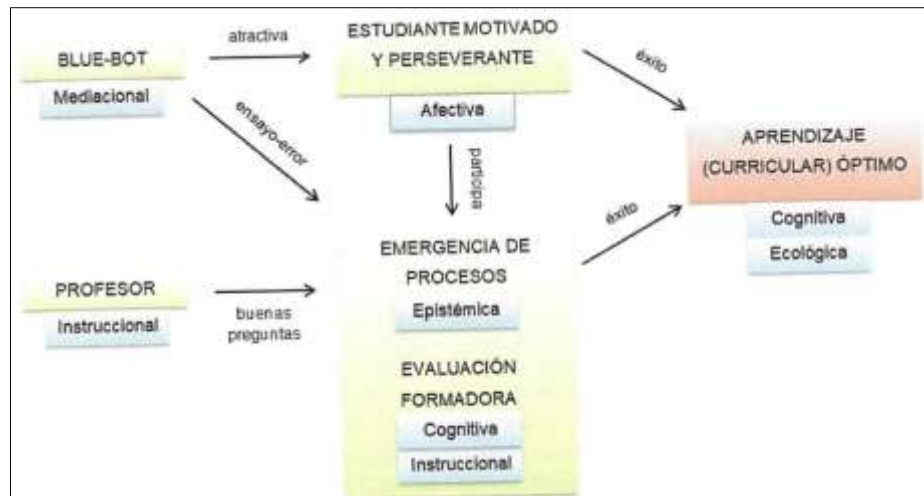 BLUE-BOT
Mediacional
atractiva
ensayo-error
ESTUDIANTE MOTIVADO
Y PERSEVERANTE
Afectiva
participa
éxito
PROFESOR
Instruccional
buenas
preguntas
EMERGENCIA DE
PROCESOS
Epistémica
EVALUACIÓN
FORMADORA
Cognitiva
Instruccional
éxito
APRENDIZAJE
(CURRICULAR) ÓPTIMO
Cognitiva
Ecológica